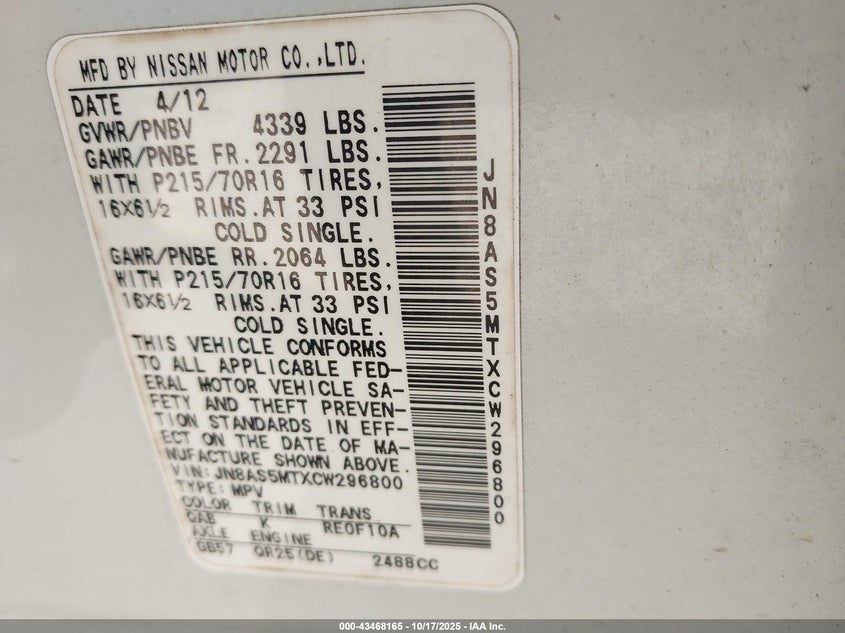 MFD BY NISSAN MOTOR CO.,LTD.
DATE 4/12
GVWR/PNBV 4339 LBS.
GAWR/PNBE FR.2291 LBS.
WITH P215/70R16 TIRES,
16X6½ RIMS.AT 33 PSI
COLD SINGLE.
GAWR/PNBE RR.2064 LBS.
WITH P215/70R16 TIRES,
16X6½ RIMS.AT 33 PSI
COLD SINGLE.
THIS VEHICLE CONFORMS
TO ALL APPLICABLE FED-
ERAL MOTOR VEHICLE SA-
FETY AND THEFT PREVEN-
TION STANDARDS IN EFF-
ECT ON THE DATE OF MA-
NUFACTURE SHOWN ABOVE.
VIN:JN8AS5MTXCW296800
TYPE:MPV
COLOR TRIM TRANS
QAB K RE0F10A
AXLE ENGINE
GB57 QR25(DE) 2488CC
JN8AS5MTXCW296800
000-43468165 - 10/17/2025 - IAA Inc.